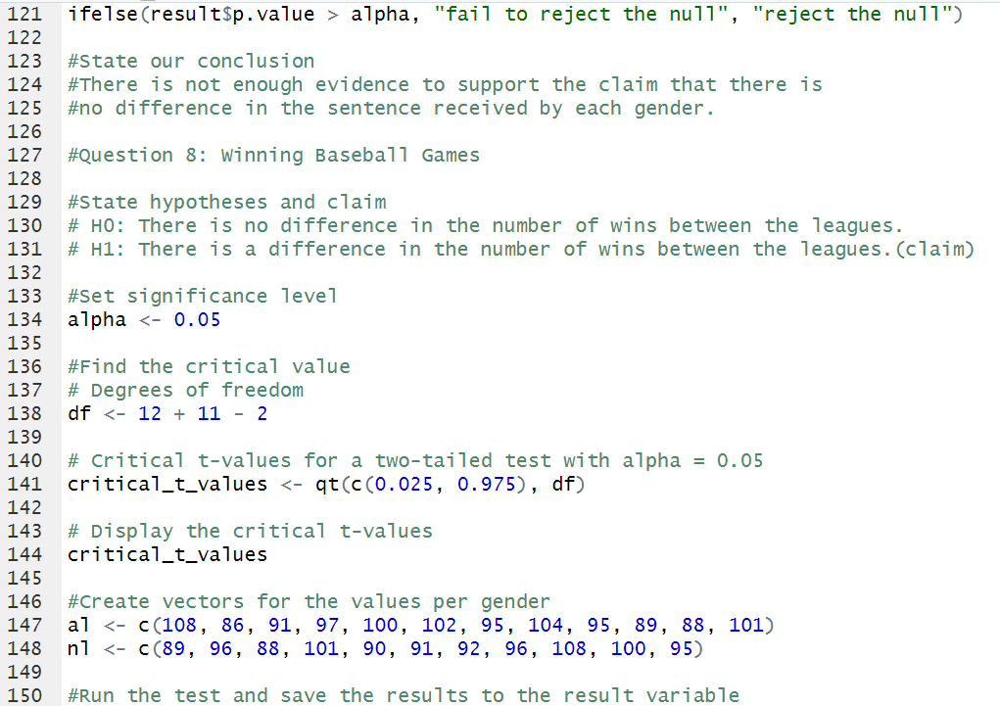 121 ifelse(result$p.value > alpha, "fail to reject the null", "reject the null")
122
123 #State our conclusion
124 #There is not enough evidence to support the claim that there is
125 #no difference in the sentence received by each gender.
126
127 #Question 8: Winning Baseball Games
128
129 #State hypotheses and claim
130 # H0: There is no difference in the number of wins between the leagues.
131 # H1: There is a difference in the number of wins between the leagues.(claim)
132
133 #Set significance level
134 alpha <- 0.05
135
136 #Find the critical value
137 # Degrees of freedom
138 df <- 12 + 11 - 2
139
140 # Critical t-values for a two-tailed test with alpha = 0.05
141 critical_t_values <- qt(c(0.025, 0.975), df)
142
143 # Display the critical t-values
144 critical_t_values
145
146 #Create vectors for the values per gender
147 al <- c(108, 86, 91, 97, 100, 102, 95, 104, 95, 89, 88, 101)
148 nl <- c(89, 96, 88, 101, 90, 91, 92, 96, 108, 100, 95)
149
150 #Run the test and save the results to the result variable